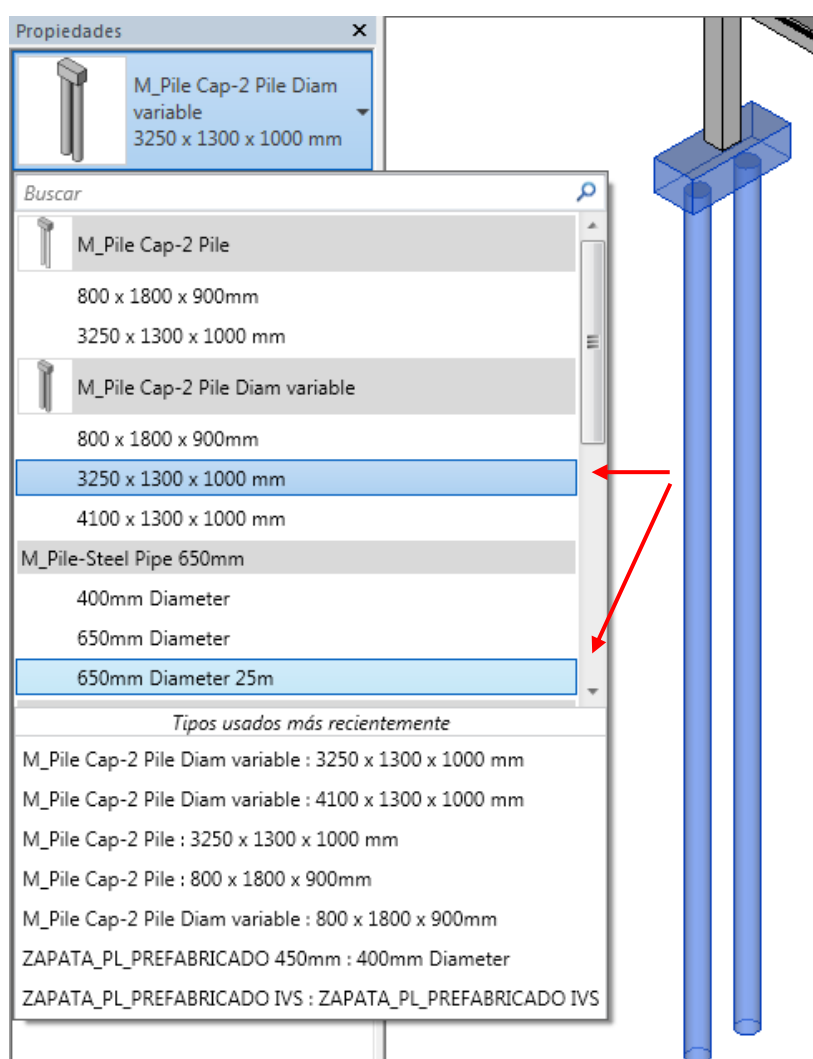 Propiedades
M_Pile Cap-2 Pile Diam
variable
3250 x 1300 x 1000 mm
Buscar
M_Pile Cap-2 Pile
800 x 1800 x 900mm
3250 x 1300 x 1000 mm
M_Pile Cap-2 Pile Diam variable
800 x 1800 x 900mm
3250 x 1300 x 1000 mm
4100 x 1300 x 1000 mm
M_Pile-Steel Pipe 650mm
400mm Diameter
650mm Diameter
650mm Diameter 25m
Tipos usados más recientemente
M_Pile Cap-2 Pile Diam variable : 3250 x 1300 x 1000 mm
M_Pile Cap-2 Pile Diam variable : 4100 x 1300 x 1000 mm
M_Pile Cap-2 Pile : 3250 x 1300 x 1000 mm
M_Pile Cap-2 Pile : 800 x 1800 x 900mm
M_Pile Cap-2 Pile Diam variable : 800 x 1800 x 900mm
ZAPATA_PL_PREFABRICADO 450mm : 400mm Diameter
ZAPATA_PL_PREFABRICADO IVS : ZAPATA_PL_PREFABRICADO IVS